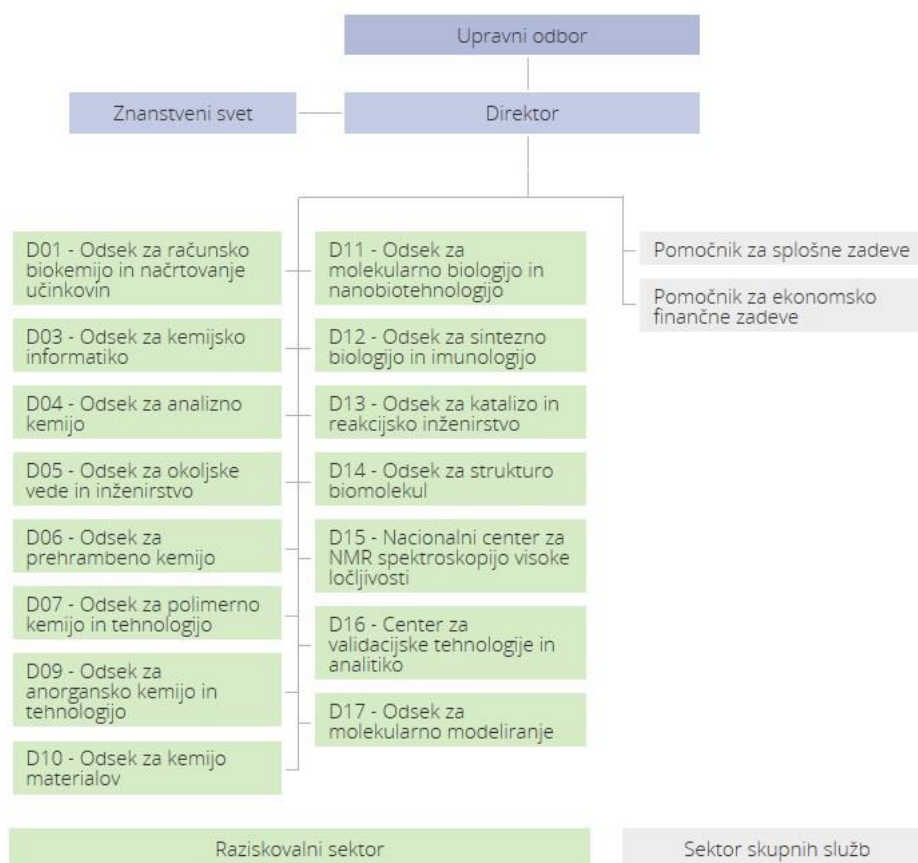 Upravni odbor
Znanstveni svet
Direktor
D01 - Odsek za računsko
biokemijo in načrtovanje
učinkovin
D03 - Odsek za kemijsko
informatiko
D04 - Odsek za analizno
kemijo
D05 - Odsek za okoljske
vede in inženirstvo
D06 - Odsek za
prehrambeno kemijo
D07 - Odsek za polimerno
kemijo in tehnologijo
D09 - Odsek za
anorgansko kemijo in
tehnologijo
D10 - Odsek za kemijo
materialov
D11 - Odsek za
molekularno biologijo in
nanobiotehnologijo
D12 - Odsek za sintezno
biologijo in imunologijo
D13 - Odsek za katalizo in
reakcijsko inženirstvo
D14 - Odsek za strukturo
biomolekul
D15 - Nacionalni center za
NMR spektroskopijo visoke
ločljivosti
D16 - Center za
validacijske tehnologije in
analitiko
D17 - Odsek za
molekularno modeliranje
Pomočnik za splošne zadeve
Pomočnik za ekonomsko
finančne zadeve
Raziskovalni sektor
Sektor skupnih služb